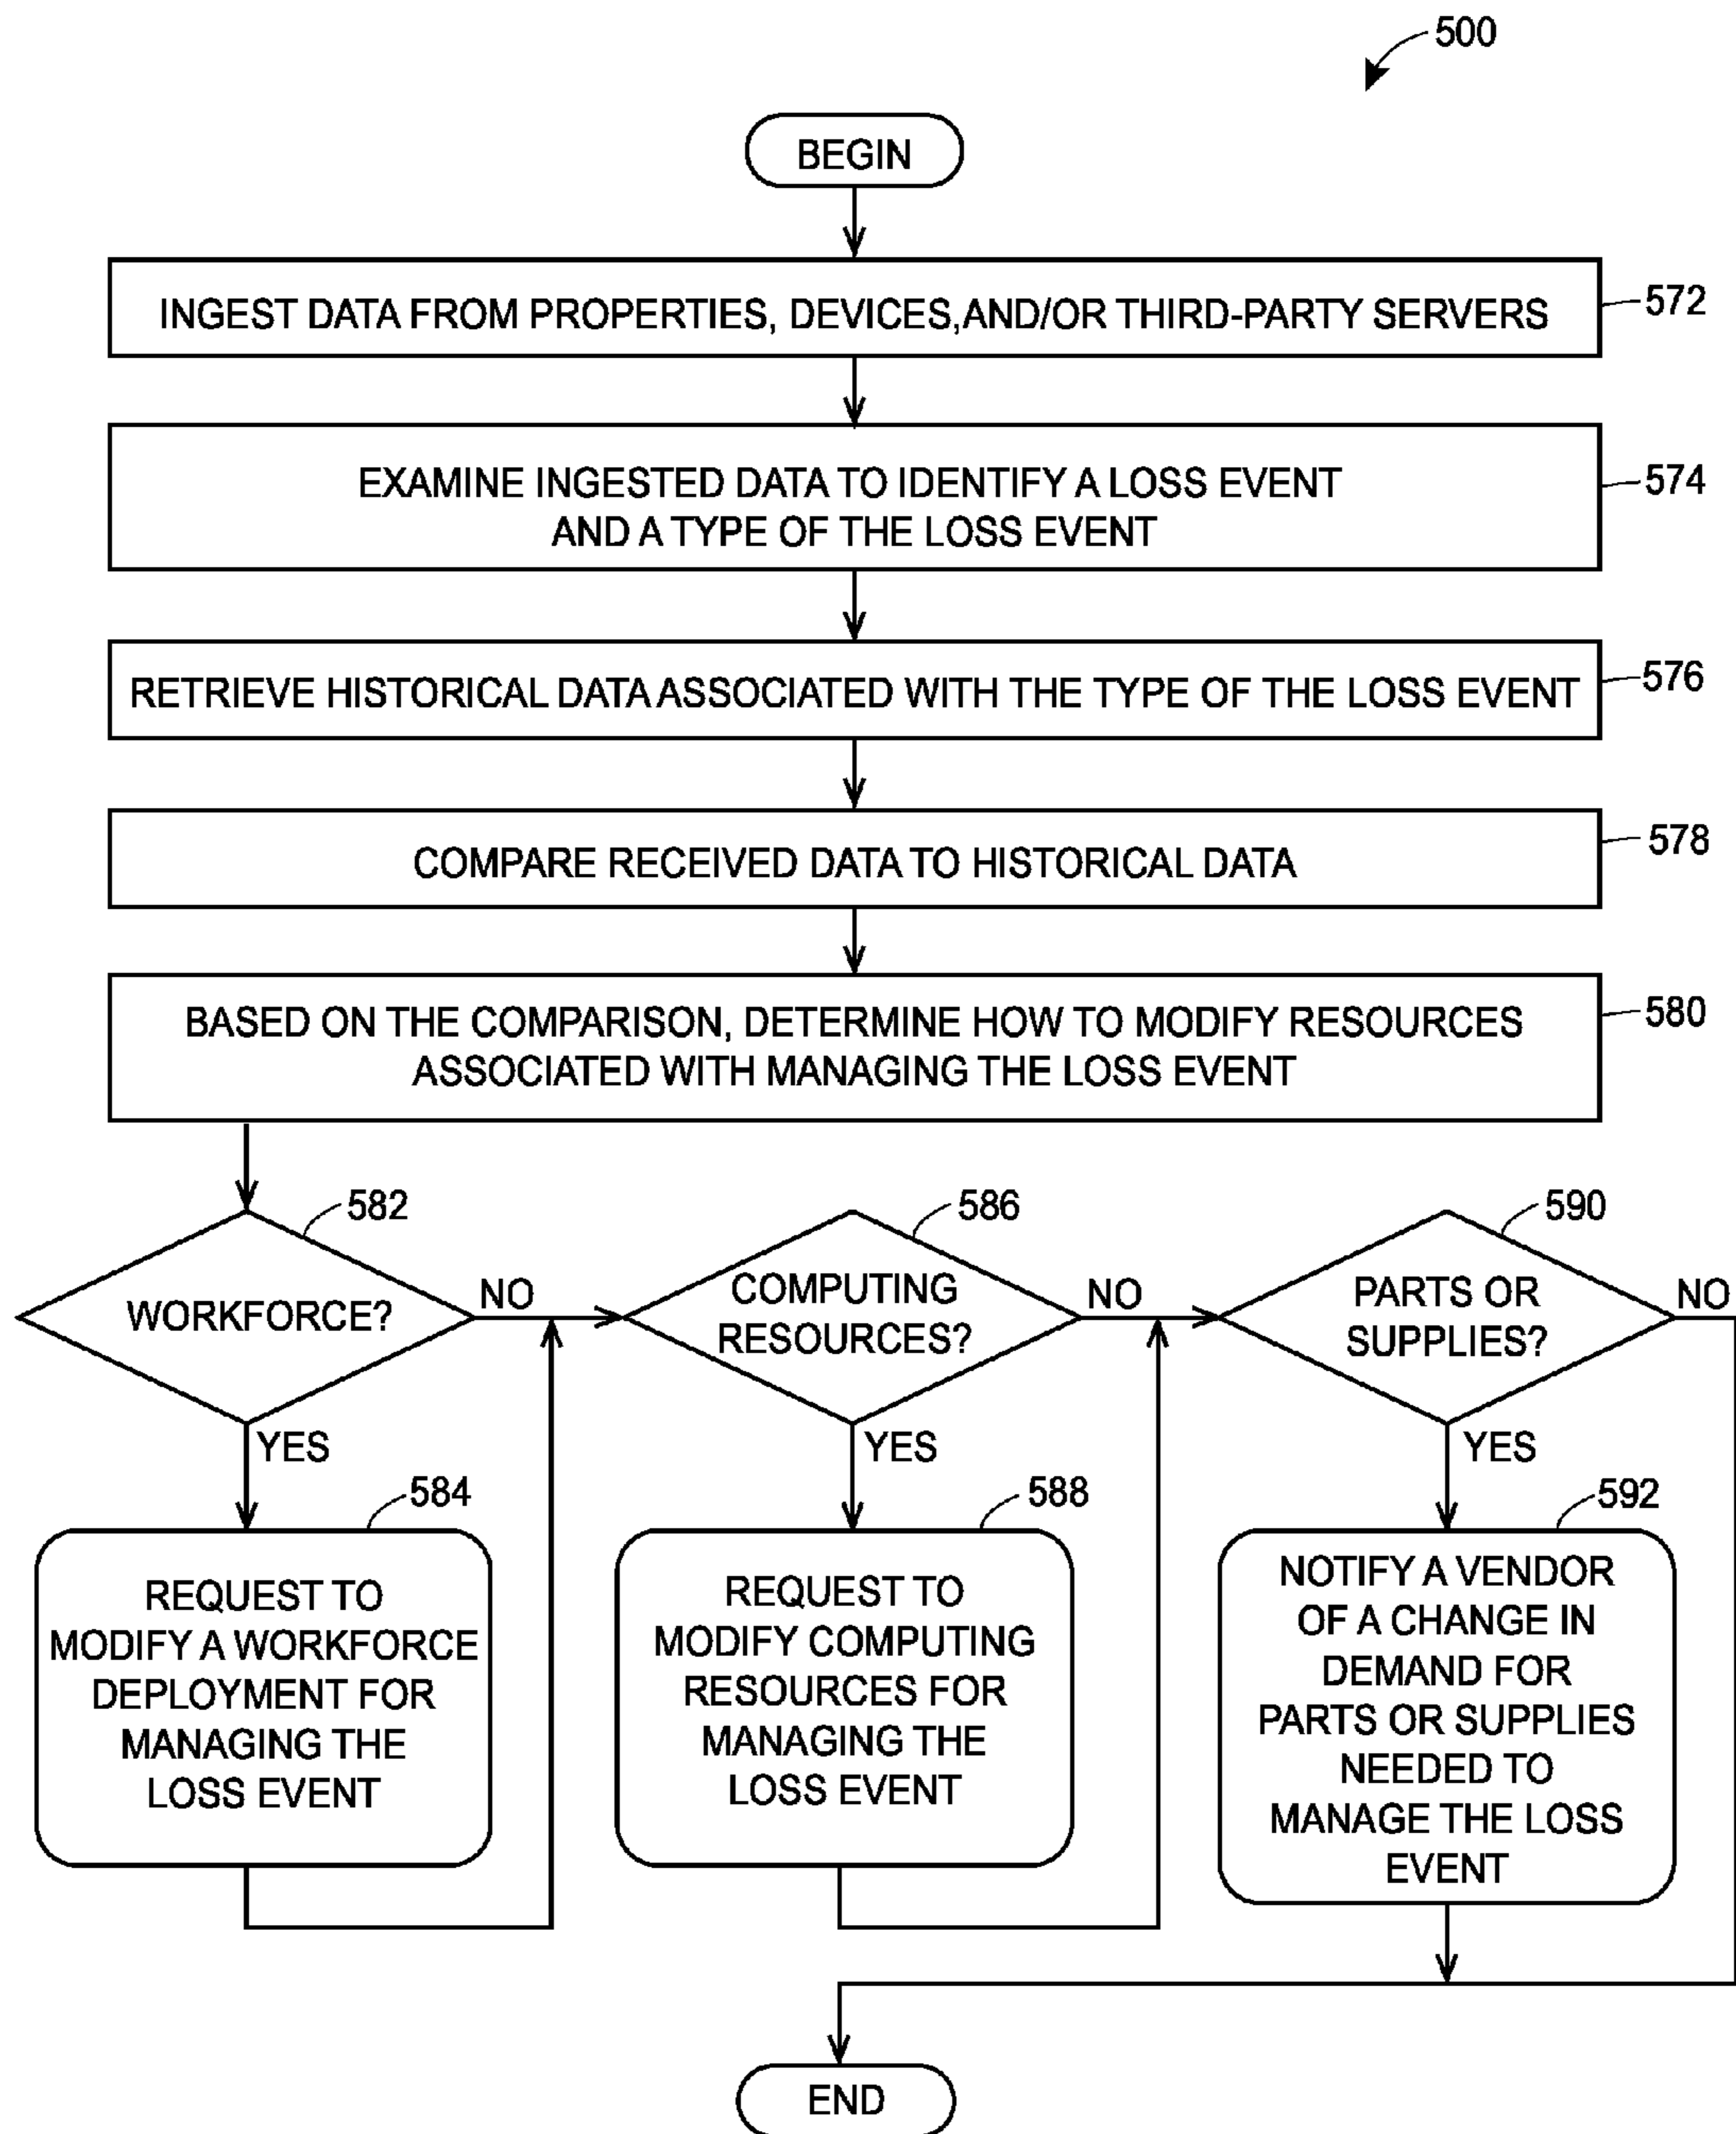 500
BEGIN
INGEST DATA FROM PROPERTIES, DEVICES,AND/OR THIRD-PARTY SERVERS
572
EXAMINE INGESTED DATA TO IDENTIFY A LOSS EVENT
AND A TYPE OF THE LOSS EVENT
574
RETRIEVE HISTORICAL DATA ASSOCIATED WITH THE TYPE OF THE LOSS EVENT
576
COMPARE RECEIVED DATA TO HISTORICAL DATA
578
BASED ON THE COMPARISON, DETERMINE HOW TO MODIFY RESOURCES
ASSOCIATED WITH MANAGING THE LOSS EVENT
580
582
WORKFORCE?
NO
YES
584
REQUEST TO
MODIFY A WORKFORCE
DEPLOYMENT FOR
MANAGING THE
LOSS EVENT
586
COMPUTING
RESOURCES?
NO
YES
588
REQUEST TO
MODIFY COMPUTING
RESOURCES FOR
MANAGING THE
LOSS EVENT
590
PARTS OR
SUPPLIES?
NO
YES
592
NOTIFY A VENDOR
OF A CHANGE IN
DEMAND FOR
PARTS OR SUPPLIES
NEEDED TO
MANAGE THE LOSS
EVENT
END